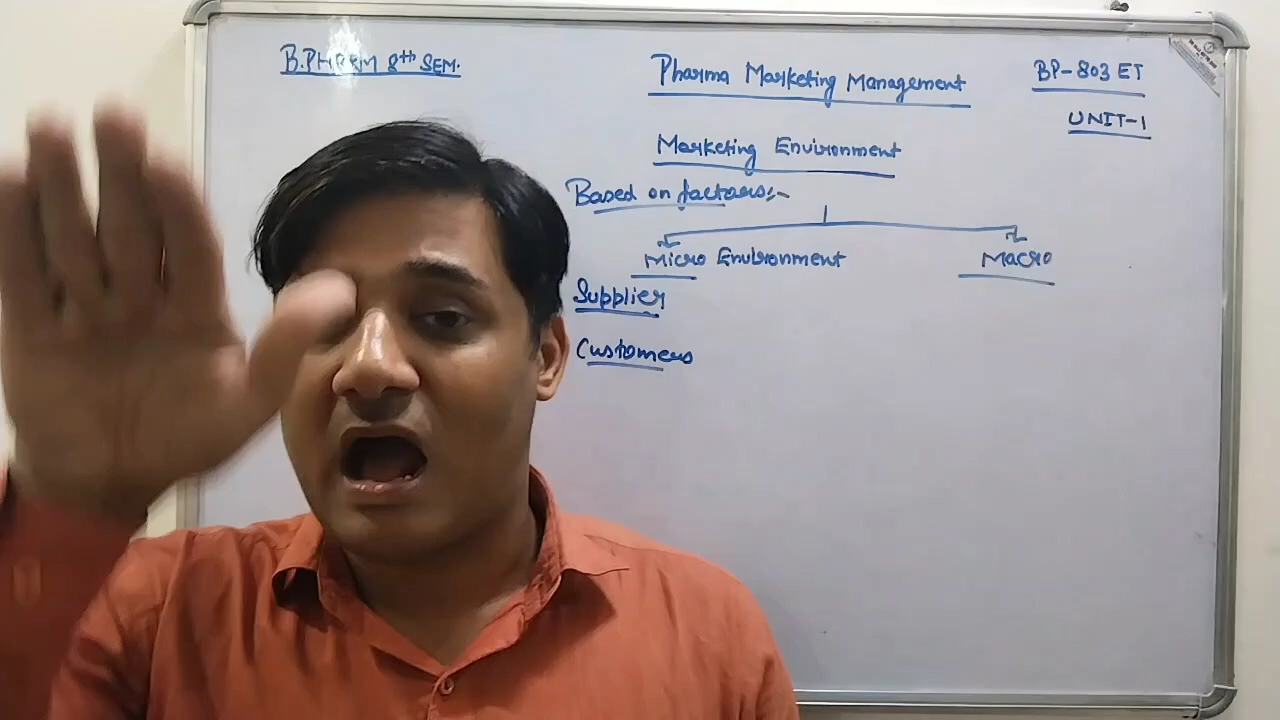 B.PHARM 8th SEM.
Pharma Marketing Management
BP-803 ET
UNIT-1
Marketing Environment
Based on factors:-
Micro Environment
Macro
Supplier
Customers